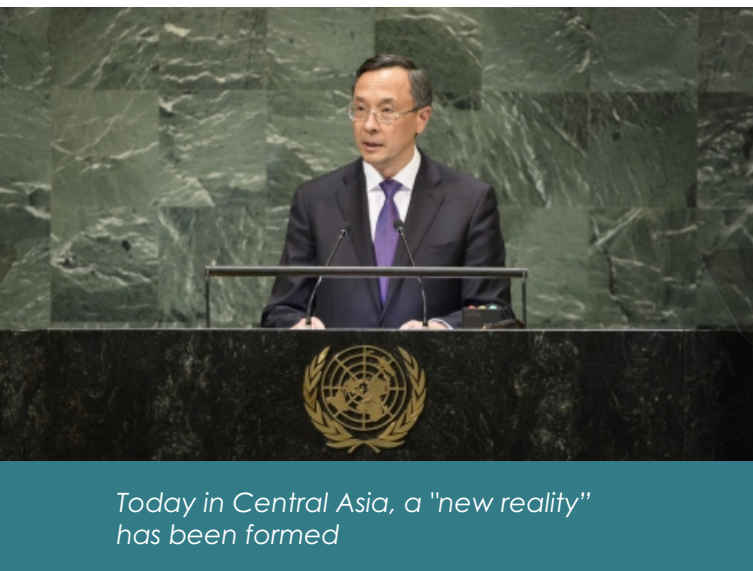 Today in Central Asia, a "new reality”
has been formed